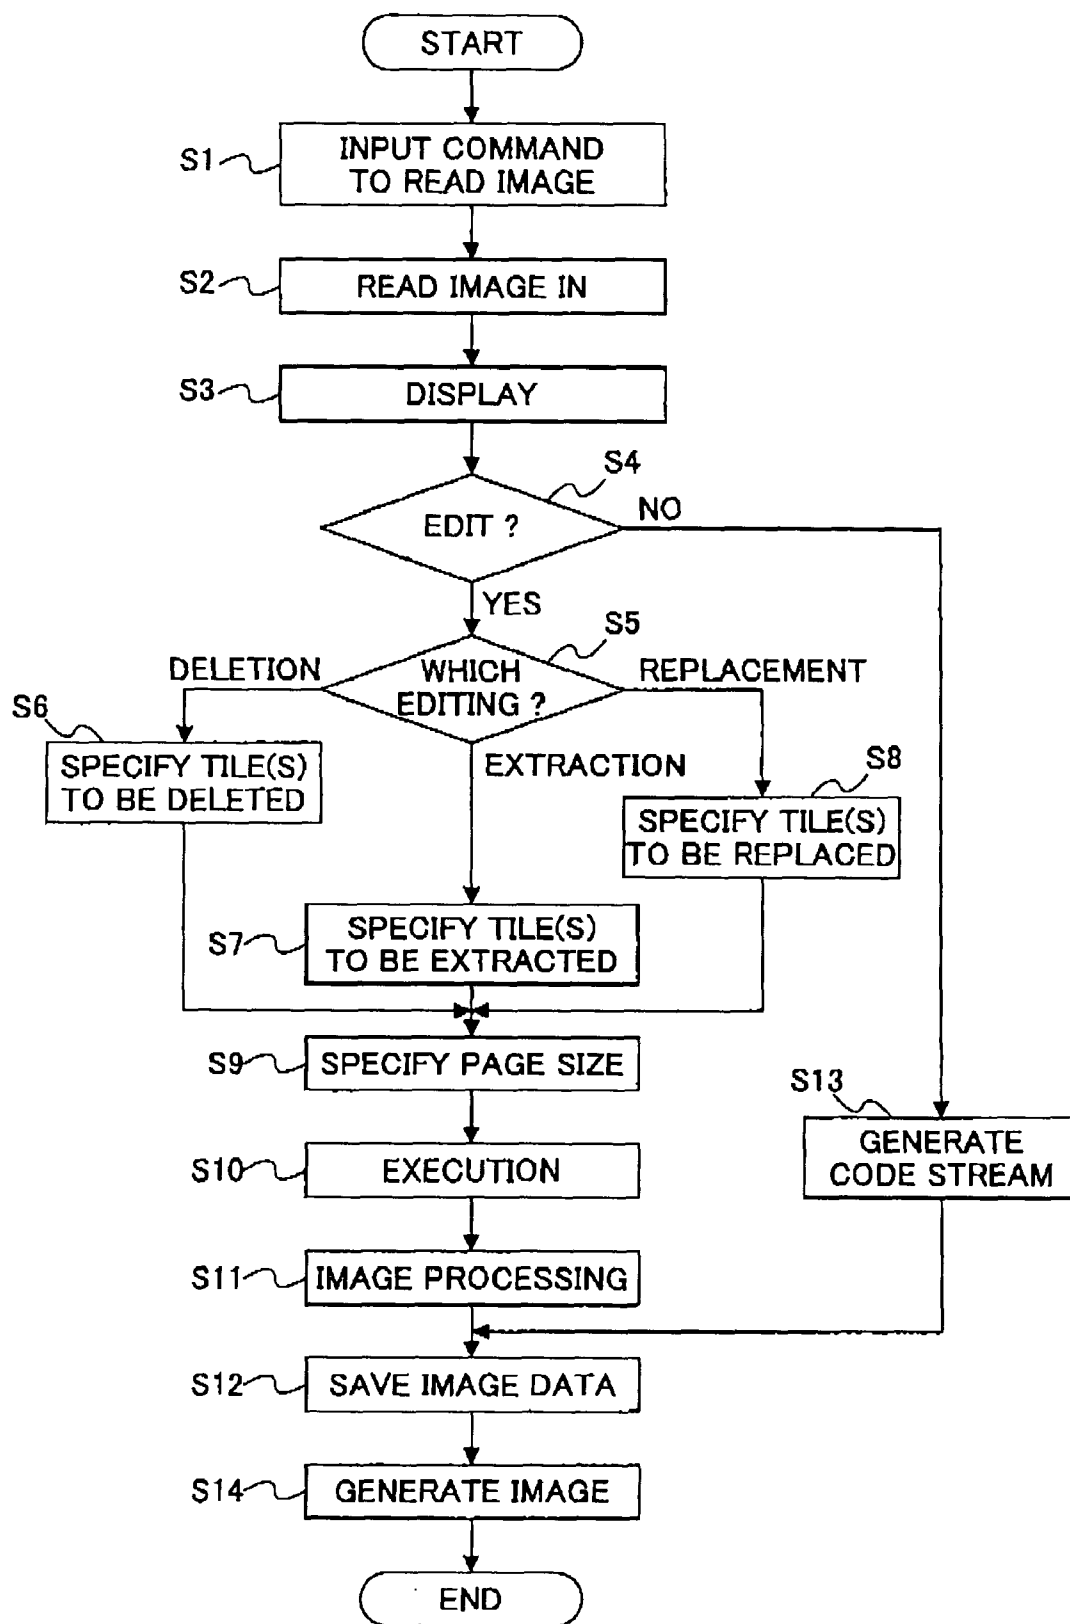 START
S1
INPUT COMMAND
TO READ IMAGE
S2
READ IMAGE IN
S3
DISPLAY
S4
EDIT ?
NO
YES
S5
DELETION
WHICH
EDITING ?
REPLACEMENT
S6
SPECIFY TILE(S)
TO BE DELETED
EXTRACTION
S8
SPECIFY TILE(S)
TO BE REPLACED
S7
SPECIFY TILE(S)
TO BE EXTRACTED
S9
SPECIFY PAGE SIZE
S13
GENERATE
CODE STREAM
S10
EXECUTION
S11
IMAGE PROCESSING
S12
SAVE IMAGE DATA
S14
GENERATE IMAGE
END